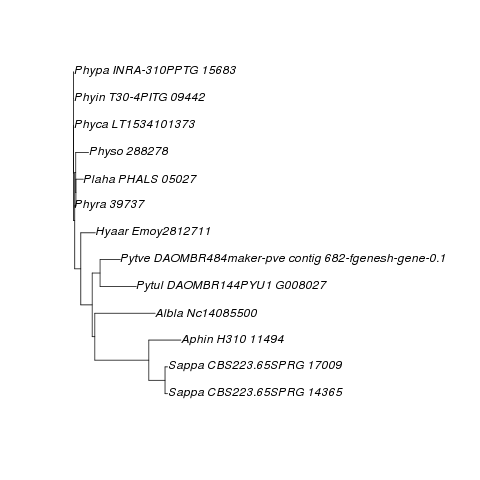 Phypa INRA-310PPTG 15683
Phyin T30-4PITG 09442
Phyca LT1534101373
Physo 288278
Plaha PHALS 05027
Phyra 39737
Hyaar Emoy2812711
Pytve DAOMBR484maker-pve contig 682-fgenesh-gene-0.1
Pytul DAOMBR144PYU1 G008027
Albla Nc14085500
Aphin H310 11494
Sappa CBS223.65SPRG 17009
Sappa CBS223.65SPRG 14365